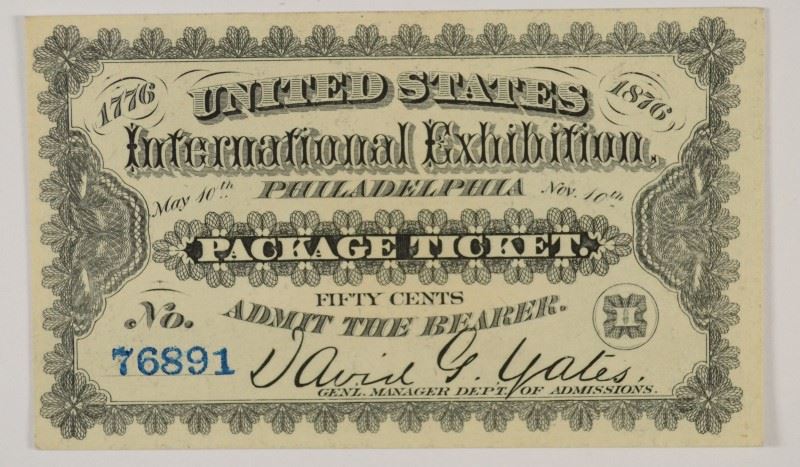 1776 UNITED STATES 1876
International Exhibition.
May 10th PHILADELPHIA Nov. 10th
PACKAGE TICKET.
FIFTY CENTS
ADMIT THE BEARER.
No.
76891
David G. Yates.
GENL. MANAGER DEPT. OF ADMISSIONS.